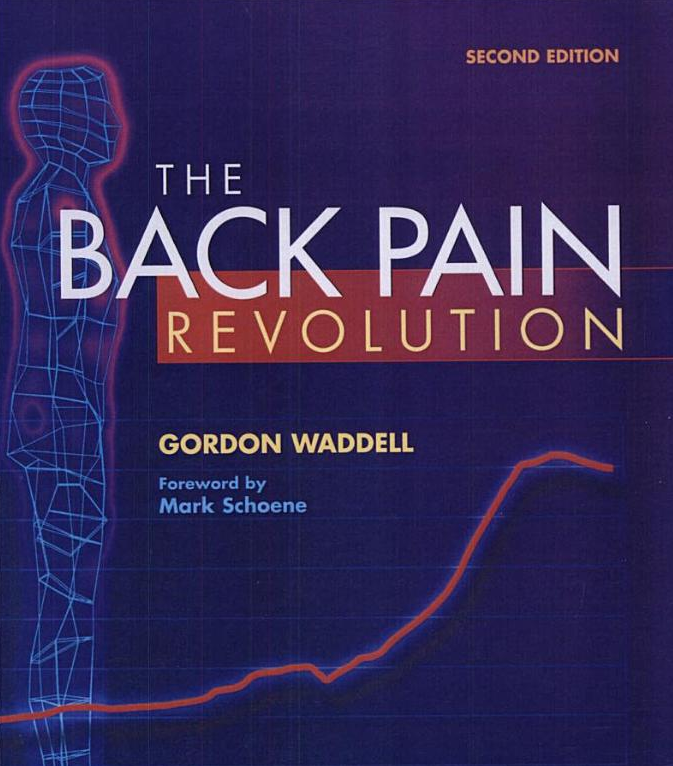 SECOND EDITION
THE
BACK PAIN
REVOLUTION
GORDON WADDELL
Foreword by
Mark Schoene